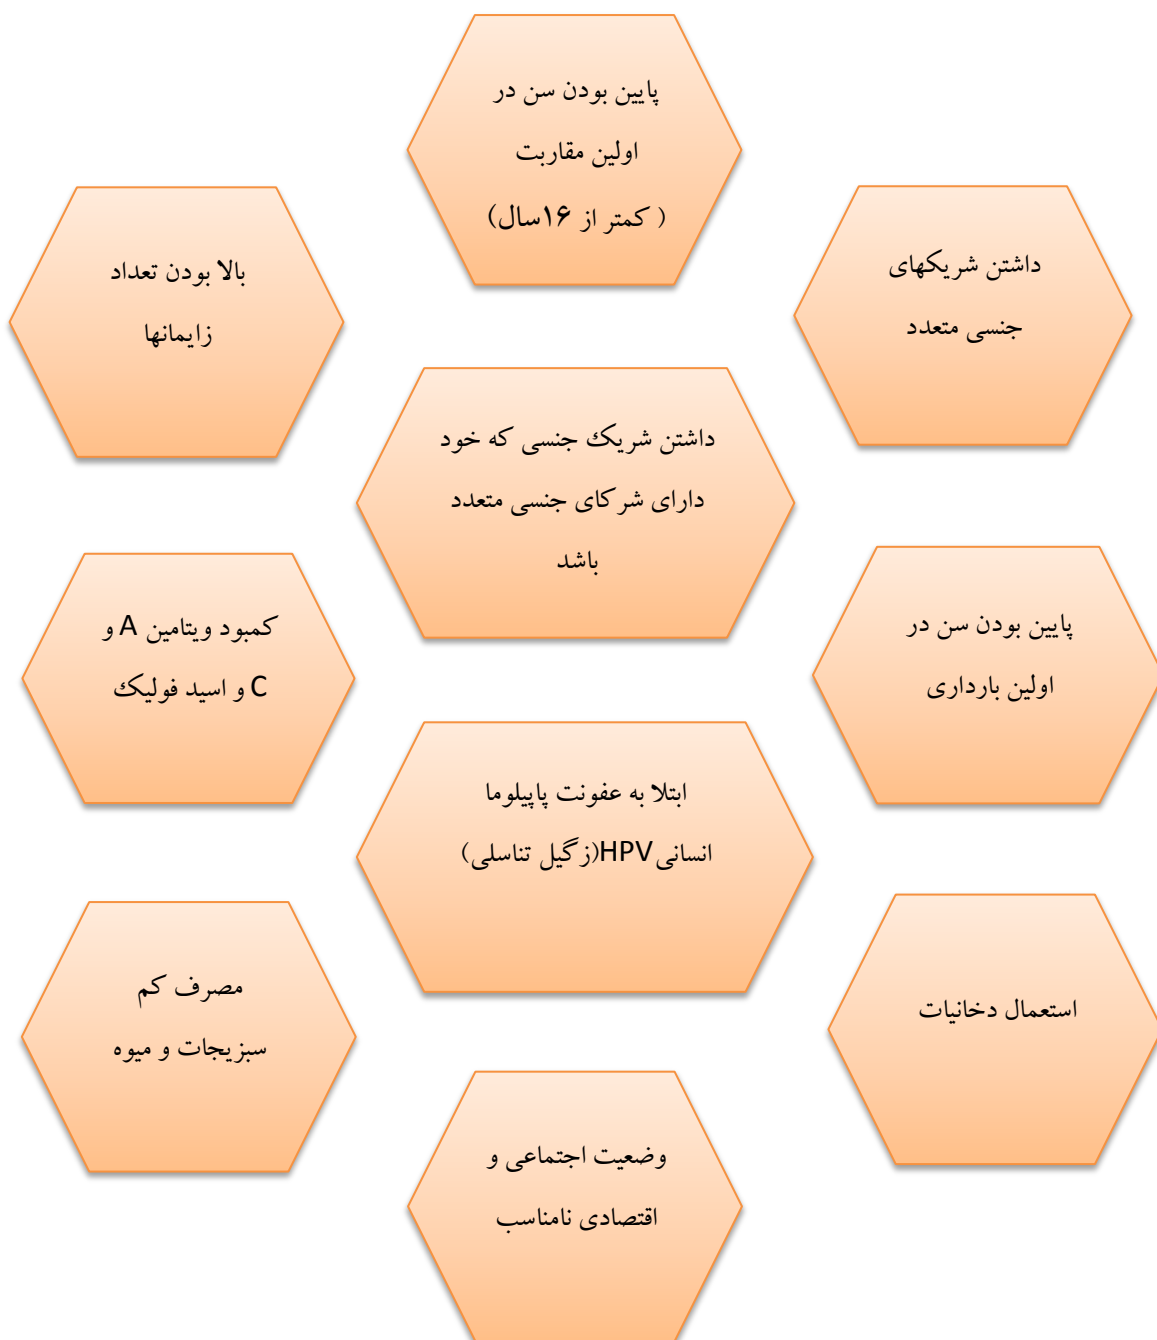 پایین بودن سن در
اولین مقاربت
( کمتر از ۱۶سال)
داشتن شریکهای
جنسی متعدد
بالا بودن تعداد
زایمانها
داشتن شریک جنسی که خود
دارای شرکای جنسی متعدد
باشد
پایین بودن سن در
اولین بارداری
کمبود ویتامین A و
C و اسید فولیک
ابتلا به عفونت پاپیلوما
انسانیHPV(زگیل تناسلی)
استعمال دخانیات
مصرف کم
سبزیجات و میوه
وضعیت اجتماعی و
اقتصادی نامناسب